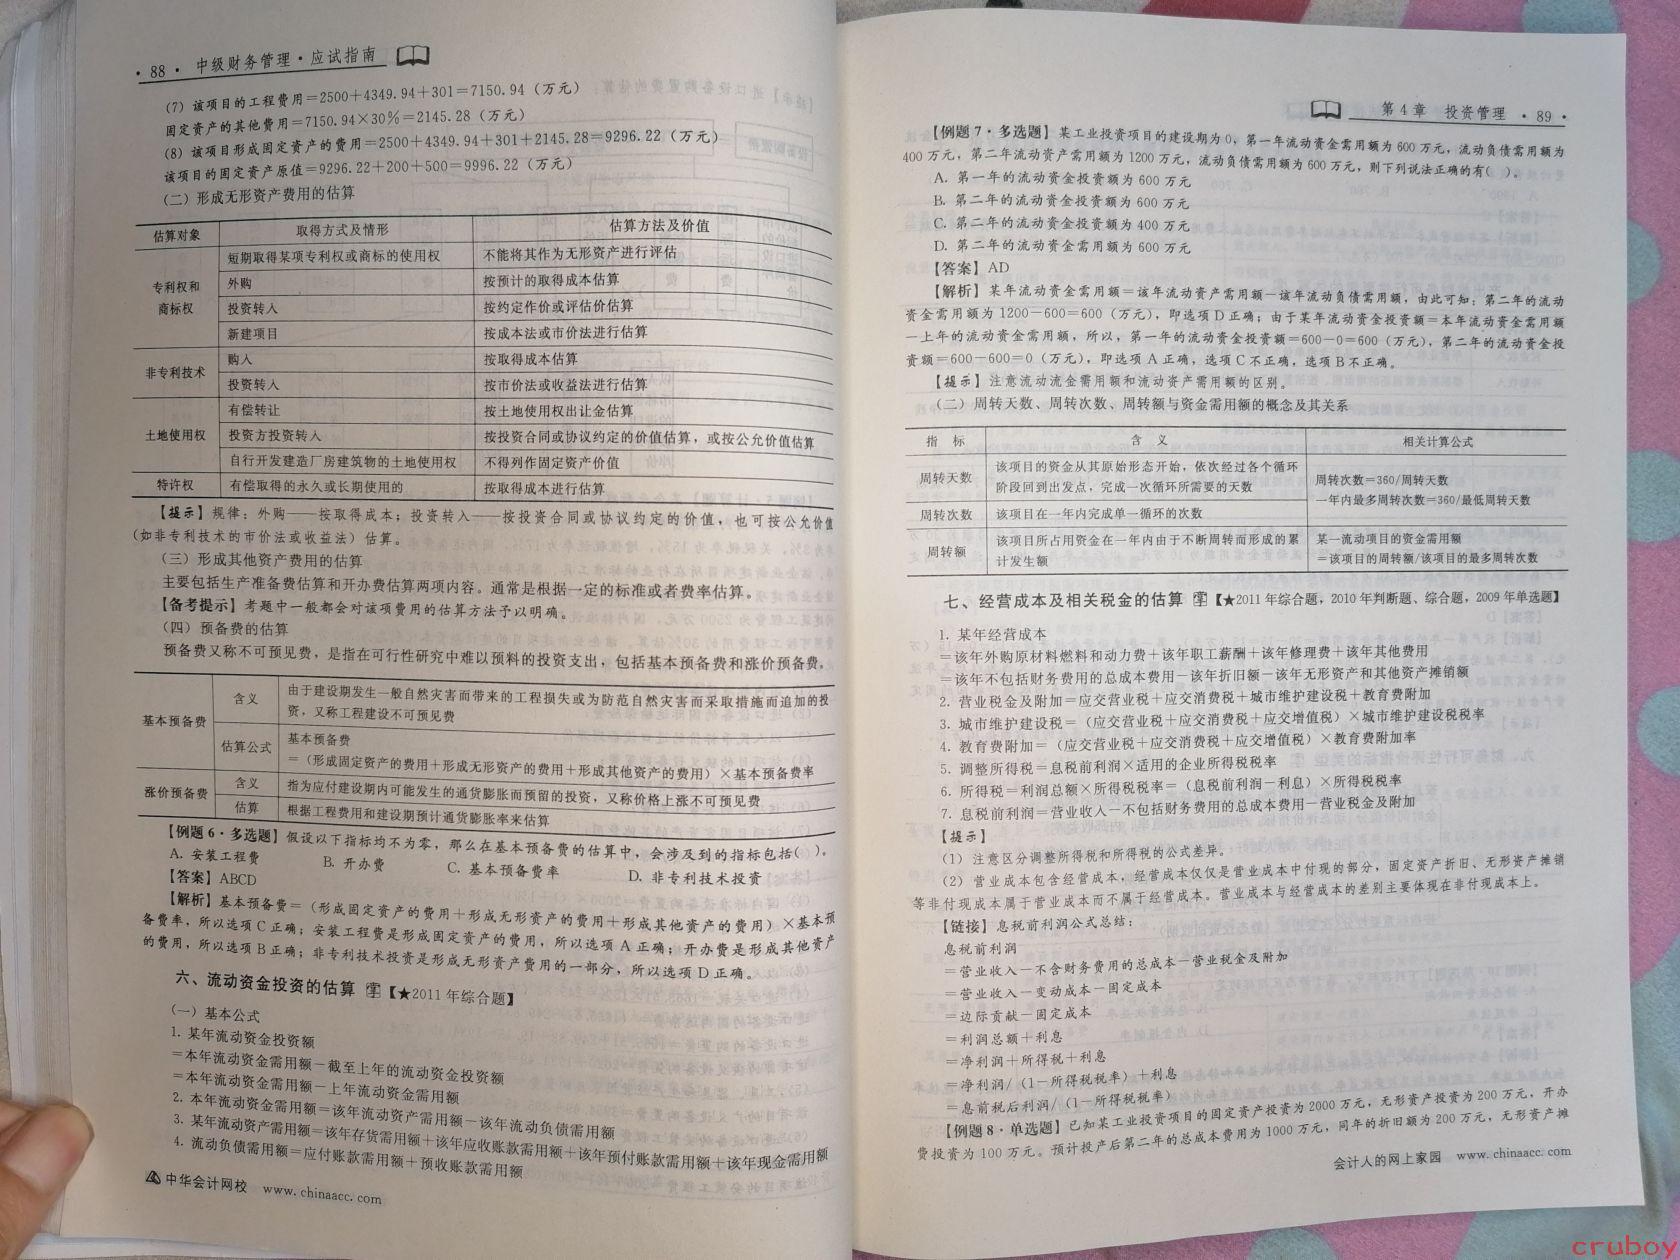 · 88 · 中级财务管理·应试指南
(7) 该项目的工程费用=2500+4349.94+301=7150.94 (万元)
固定资产的其他费用=7150.94×30%=2145.28 (万元)
(8) 该项目形成固定资产的费用=2500+4349.94+301+2145.28=9296.22 (万元)
该项目的固定资产原值=9296.22+200+500=9996.22 (万元)
(二) 形成无形资产费用的估算
估算对象 取得方式及情形 估算方法及价值
专利权和商标权 短期取得某项专利权或商标的使用权 不能将其作为无形资产进行评估
外购 按预计的取得成本估算
投资转入 按约定作价或评估价估算
新建项目 按成本法或市价法进行估算
非专利技术 购入 按取得成本估算
投资转入 按市价法或收益法进行估算
土地使用权 有偿转让 按土地使用权出让金估算
投资方投资转入 按投资合同或协议约定的价值估算，或按公允价值估算
自行开发建造厂房建筑物的土地使用权 不得列作固定资产价值
特许权 有偿取得的永久或长期使用的 按取得成本进行估算
【提示】规律：外购——按取得成本；投资转入——按投资合同或协议约定的价值，也可按公允价值
(如非专利技术的市价法或收益法) 估算。
(三) 形成其他资产费用的估算
主要包括生产准备费估算和开办费估算两项内容。通常是根据一定的标准或者费率估算。
【备考提示】考题中一般都会对该项费用的估算方法予以明确。
(四) 预备费的估算
预备费又称不可预见费，是指在可行性研究中难以预料的投资支出，包括基本预备费和涨价预备费。
基本预备费 含义 由于建设期发生一般自然灾害而带来的工程损失或为防范自然灾害而采取措施而追加的投
资，又称工程建设不可预见费
估算公式 基本预备费
=(形成固定资产的费用+形成无形资产的费用+形成其他资产的费用)×基本预备费率
涨价预备费 含义 指为应付建设期内可能发生的通货膨胀而预留的投资，又称价格上涨不可预见费
估算 根据工程费用和建设期预计通货膨胀率来估算
【例题6·多选题】假设以下指标均不为零，那么在基本预备费的估算中，会涉及到的指标包括( )。
A. 安装工程费 B. 开办费 C. 基本预备费率 D. 非专利技术投资
【答案】ABCD
【解析】基本预备费=(形成固定资产的费用+形成无形资产的费用+形成其他资产的费用)×基本预
备费率，所以选项C正确；安装工程费是形成固定资产的费用，所以选项A正确；开办费是形成其他资产
的费用，所以选项B正确；非专利技术投资是形成无形资产费用的一部分，所以选项D正确。
六、流动资金投资的估算 【★2011年综合题】
(一) 基本公式
1. 某年流动资金投资额
=本年流动资金需用额-截至上年的流动资金投资额
=本年流动资金需用额-上年流动资金需用额
2. 本年流动资金需用额=该年流动资产需用额-该年流动负债需用额
3. 某年流动资产需用额=该年存货需用额+该年应收账款需用额+该年预付账款需用额+该年现金需用额
4. 流动负债需用额=应付账款需用额+预收账款需用额
中华会计网校 www.chinaacc.com
第4章 投资管理 · 89 ·
【例题7·多选题】某工业投资项目的建设期为0，第一年流动资金需用额为600万元，流动负债需用额为
400万元，第二年流动资产需用额为1200万元，流动负债需用额为600万元，则下列说法正确的有( )。
A. 第一年的流动资金投资额为600万元
B. 第二年的流动资金投资额为600万元
C. 第二年的流动资金投资额为400万元
D. 第二年的流动资金需用额为600万元
【答案】AD
【解析】某年流动资金需用额=该年流动资产需用额-该年流动负债需用额，由此可知：第二年的流动
资金需用额为1200-600=600 (万元)，即选项D正确；由于某年流动资金投资额=本年流动资金需用额
-上年的流动资金需用额，所以，第一年的流动资金投资额=600-0=600 (万元)，第二年的流动资金投
资额=600-600=0 (万元)，即选项A正确，选项C不正确，选项B不正确。
【提示】注意流动流金需用额和流动资产需用额的区别。
(二) 周转天数、周转次数、周转额与资金需用额的概念及其关系
指标 含义 相关计算公式
周转天数 该项目的资金从其原始形态开始，依次经过各个循环
阶段回到出发点，完成一次循环所需要的天数
周转次数=360/周转天数
一年内最多周转次数=360/最低周转天数
周转次数 该项目在一年内完成单一循环的次数
周转额 该项目所占用资金在一年内由于不断周转而形成的累
计发生额
某一流动项目的资金需用额
=该项目的周转额/该项目的最多周转次数
七、经营成本及相关税金的估算 【★2011年综合题，2010年判断题、综合题，2009年单选题】
1. 某年经营成本
=该年外购原材料燃料和动力费+该年职工薪酬+该年修理费+该年其他费用
=该年不包括财务费用的总成本费用-该年折旧额-该年无形资产和其他资产摊销额
2. 营业税金及附加=应交营业税+应交消费税+城市维护建设税+教育费附加
3. 城市维护建设税=(应交营业税+应交消费税+应交增值税)×城市维护建设税税率
4. 教育费附加=(应交营业税+应交消费税+应交增值税)×教育费附加率
5. 调整所得税=息税前利润×适用的企业所得税税率
6. 所得税=利润总额×所得税税率=(息税前利润-利息)×所得税税率
7. 息税前利润=营业收入-不包括财务费用的总成本费用-营业税金及附加
【提示】
(1) 注意区分调整所得税和所得税的公式差异。
(2) 营业成本包含经营成本，经营成本仅仅是营业成本中付现的部分，固定资产折旧、无形资产摊销
等非付现成本属于营业成本而不属于经营成本。营业成本与经营成本的差别主要体现在非付现成本上。
【链接】息税前利润公式总结：
息税前利润
=营业收入-不含财务费用的总成本-营业税金及附加
=营业收入-变动成本-固定成本
=边际贡献-固定成本
=利润总额+利息
=净利润+所得税+利息
=净利润/(1-所得税税率)+利息
=息前税后利润/(1-所得税税率)
【例题8·单选题】已知某工业投资项目的固定资产投资为2000万元，无形资产投资为200万元，开办
费投资为100万元。预计投产后第二年的总成本费用为1000万元，同年的折旧额为200万元，无形资产摊
会计人的网上家园 www.chinaacc.com
cruboy